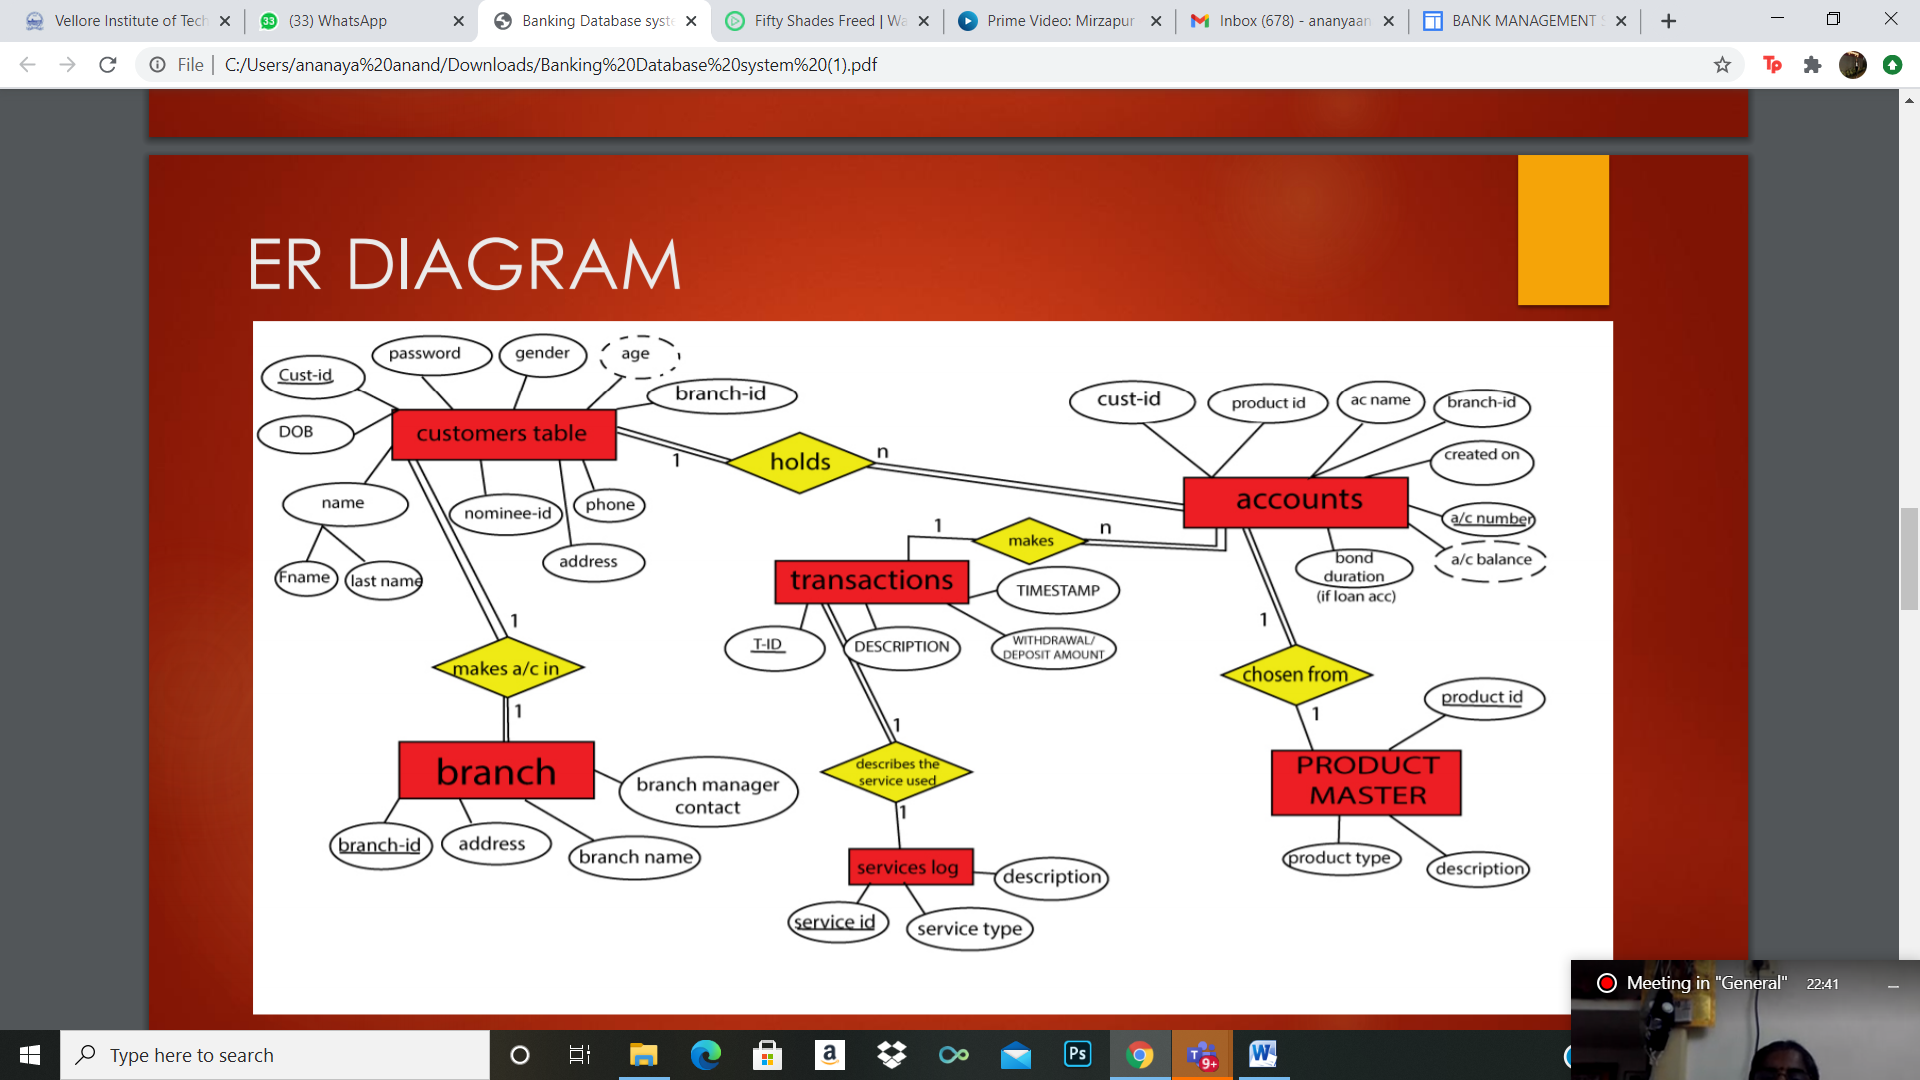 Vellore Institute of Tech
(33) WhatsApp
Banking Database syste
Fifty Shades Freed | Wa
Prime Video: Mirzapur
Inbox (678) - ananyaan
BANK MANAGEMENT S
File
C:/Users/ananaya%20anand/Downloads/Banking%20Database%20system%20(1).pdf
ER DIAGRAM
password
gender
age
Cust-id
branch-id
DOB
customers table
name
nominee-id
phone
address
Fname
last name
1
holds
n
cust-id
product id
ac name
branch-id
created on
accounts
a/c number
a/c balance
bond
duration
(if loan acc)
1
makes
n
transactions
TIMESTAMP
T-ID
DESCRIPTION
WITHDRAWAL/
DEPOSIT AMOUNT
1
makes a/c in
1
branch
branch manager
contact
branch-id
address
branch name
1
describes the
service used
1
services log
description
service id
service type
1
chosen from
1
product id
PRODUCT
MASTER
product type
description
Meeting in "General"
22:41
Type here to search
a
Ps
T
9+
W